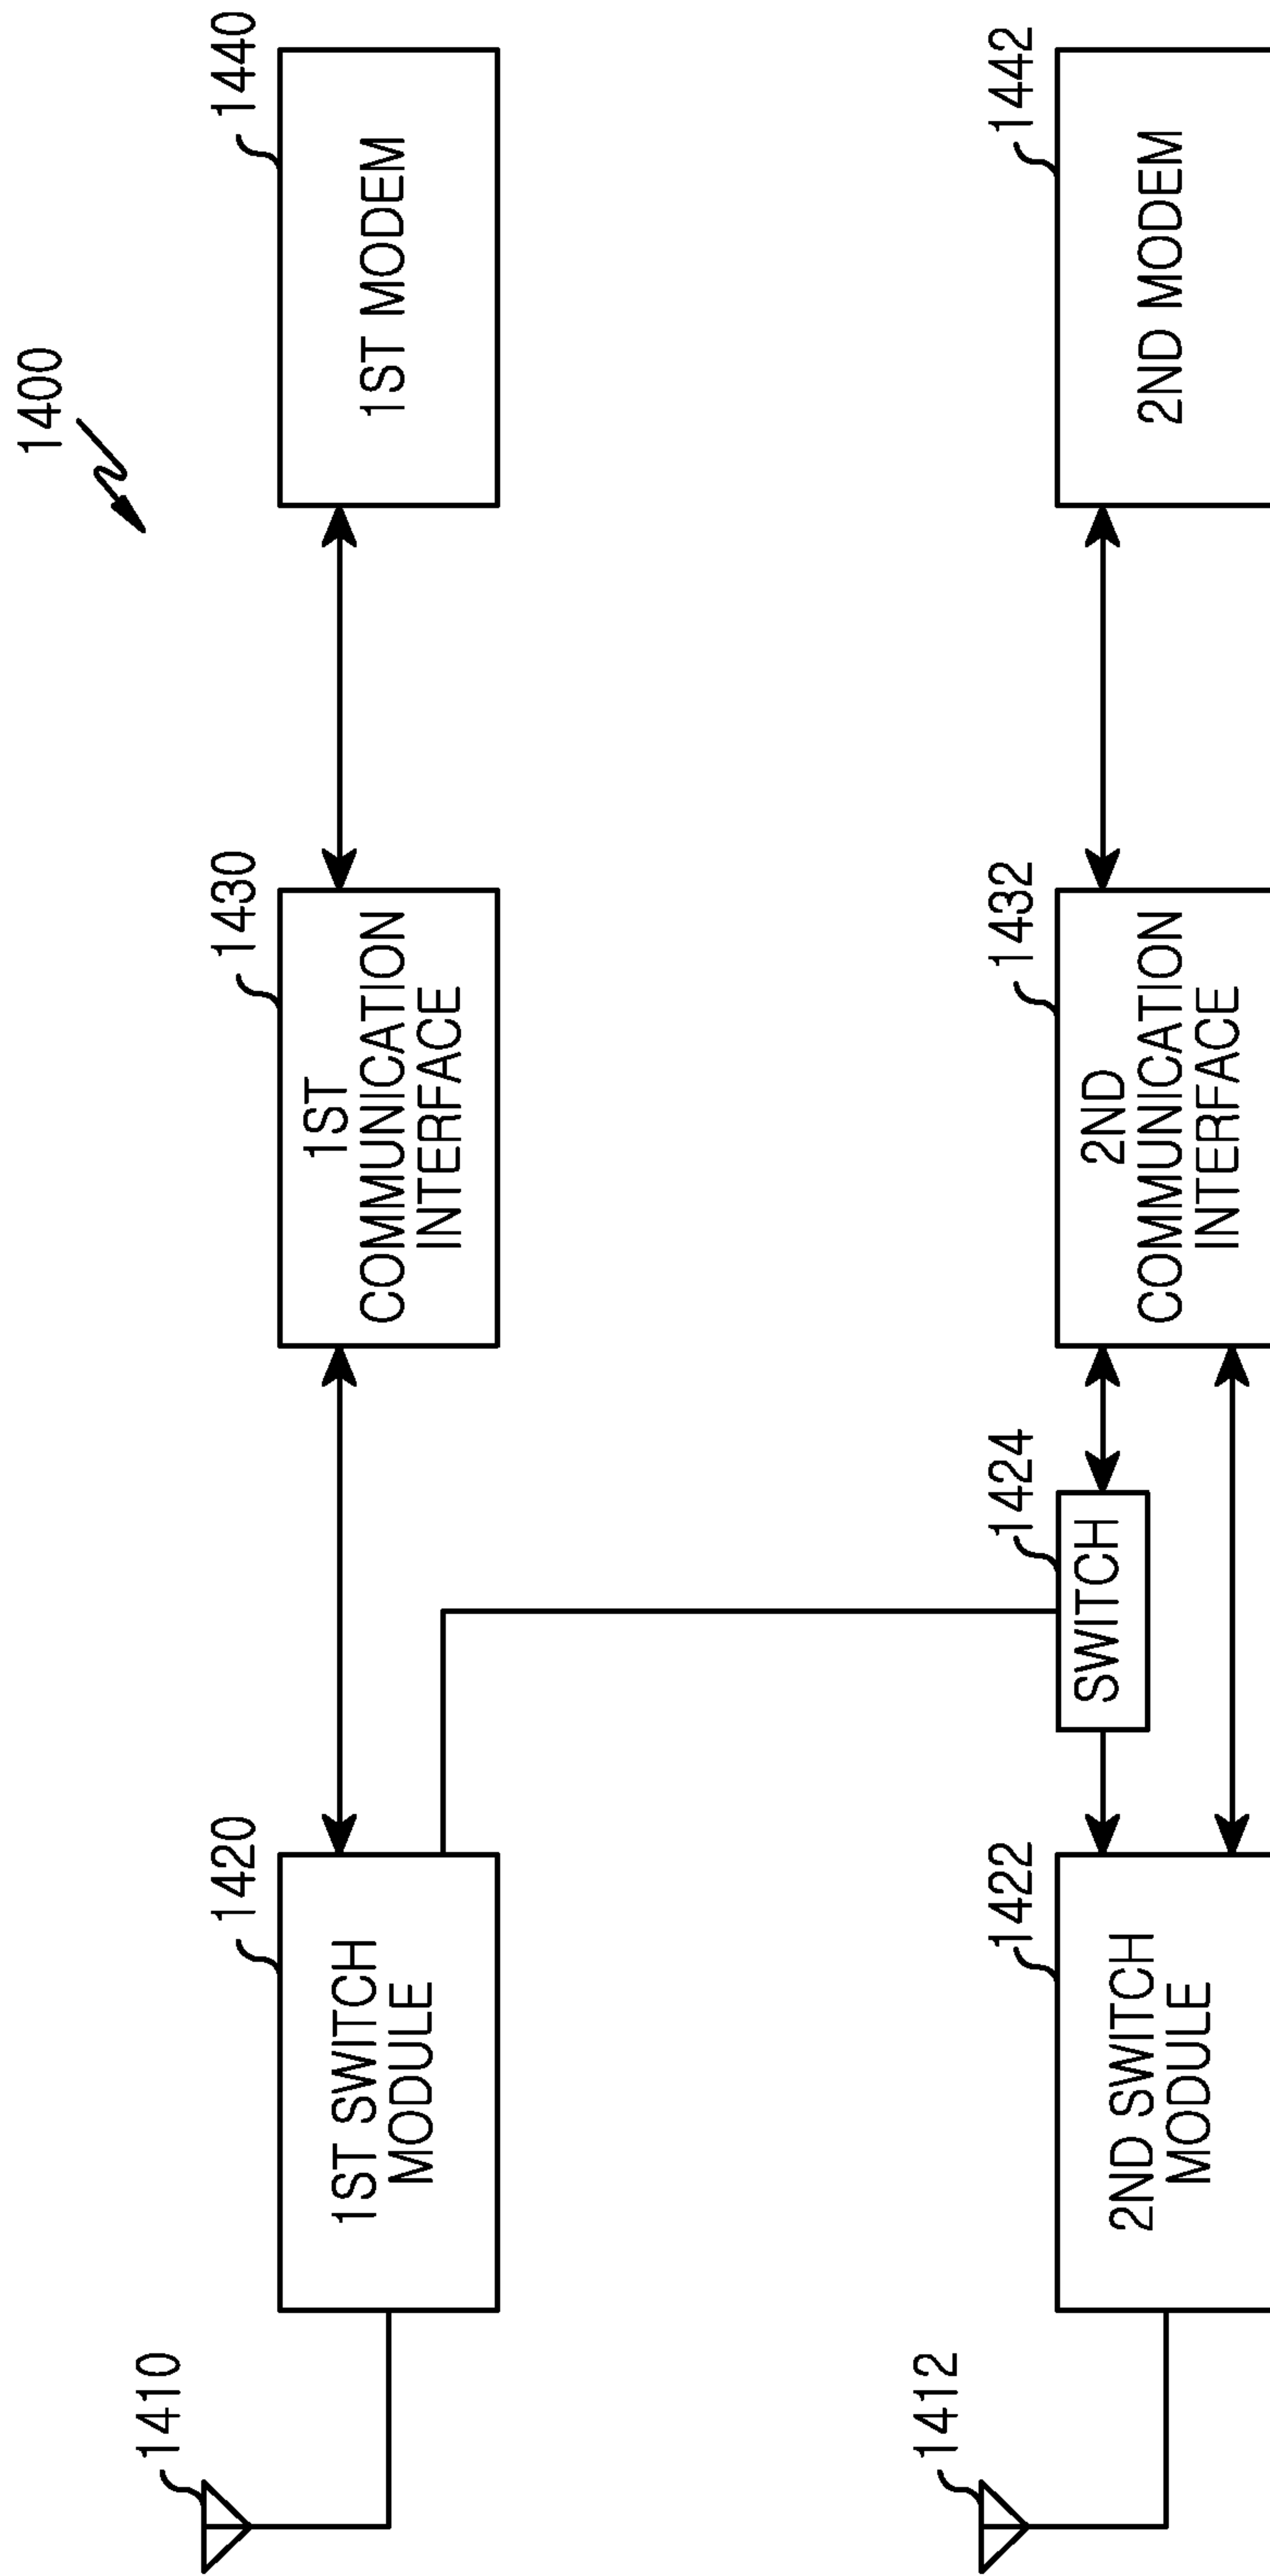 1400
1410
1420
1ST SWITCH
MODULE
1430
1ST
COMMUNICATION
INTERFACE
1440
1ST MODEM
1412
1422
2ND SWITCH
MODULE
1424
SWITCH
1432
2ND
COMMUNICATION
INTERFACE
1442
2ND MODEM